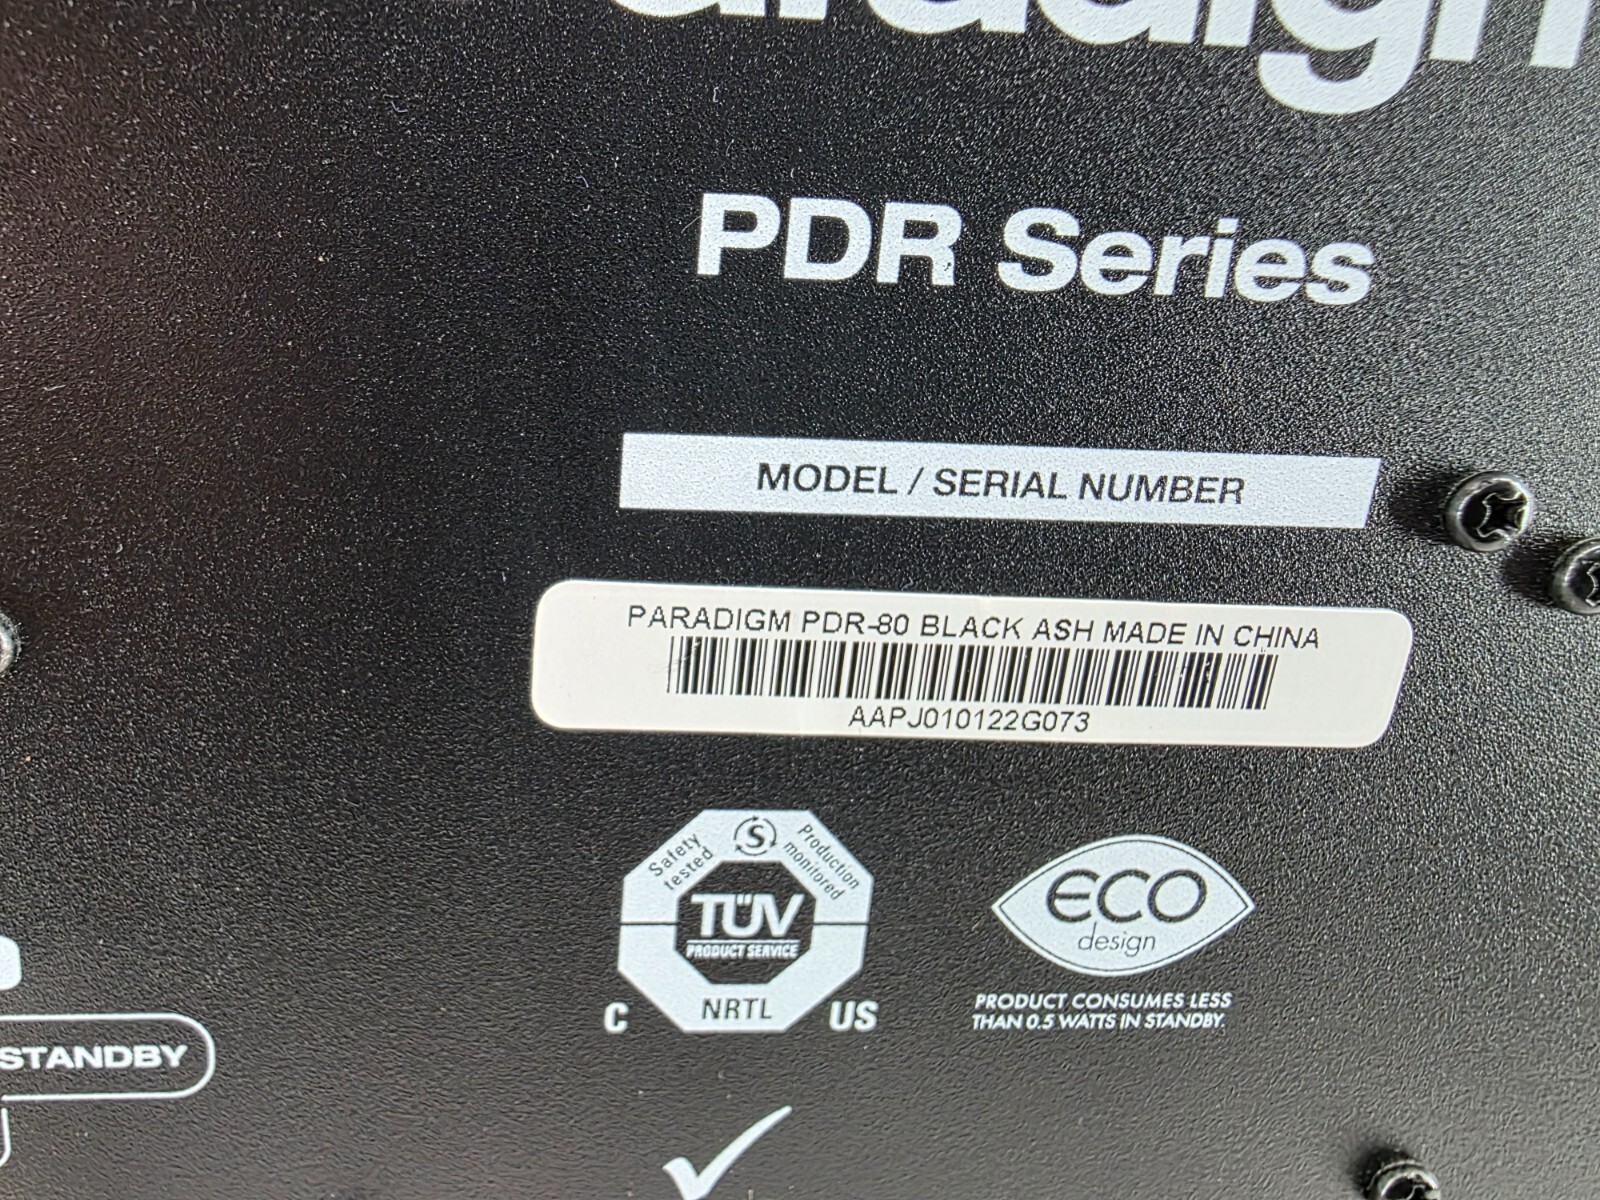 PDR Series
MODEL / SERIAL NUMBER
PARADIGM PDR-80 BLACK ASH MADE IN CHINA
AAPJ010122G073
Safety tested
S
Production monitored
TÜV
PRODUCT SERVICE
C
NRTL
US
ECO
design
PRODUCT CONSUMES LESS
THAN 0.5 WATTS IN STANDBY.
STANDBY